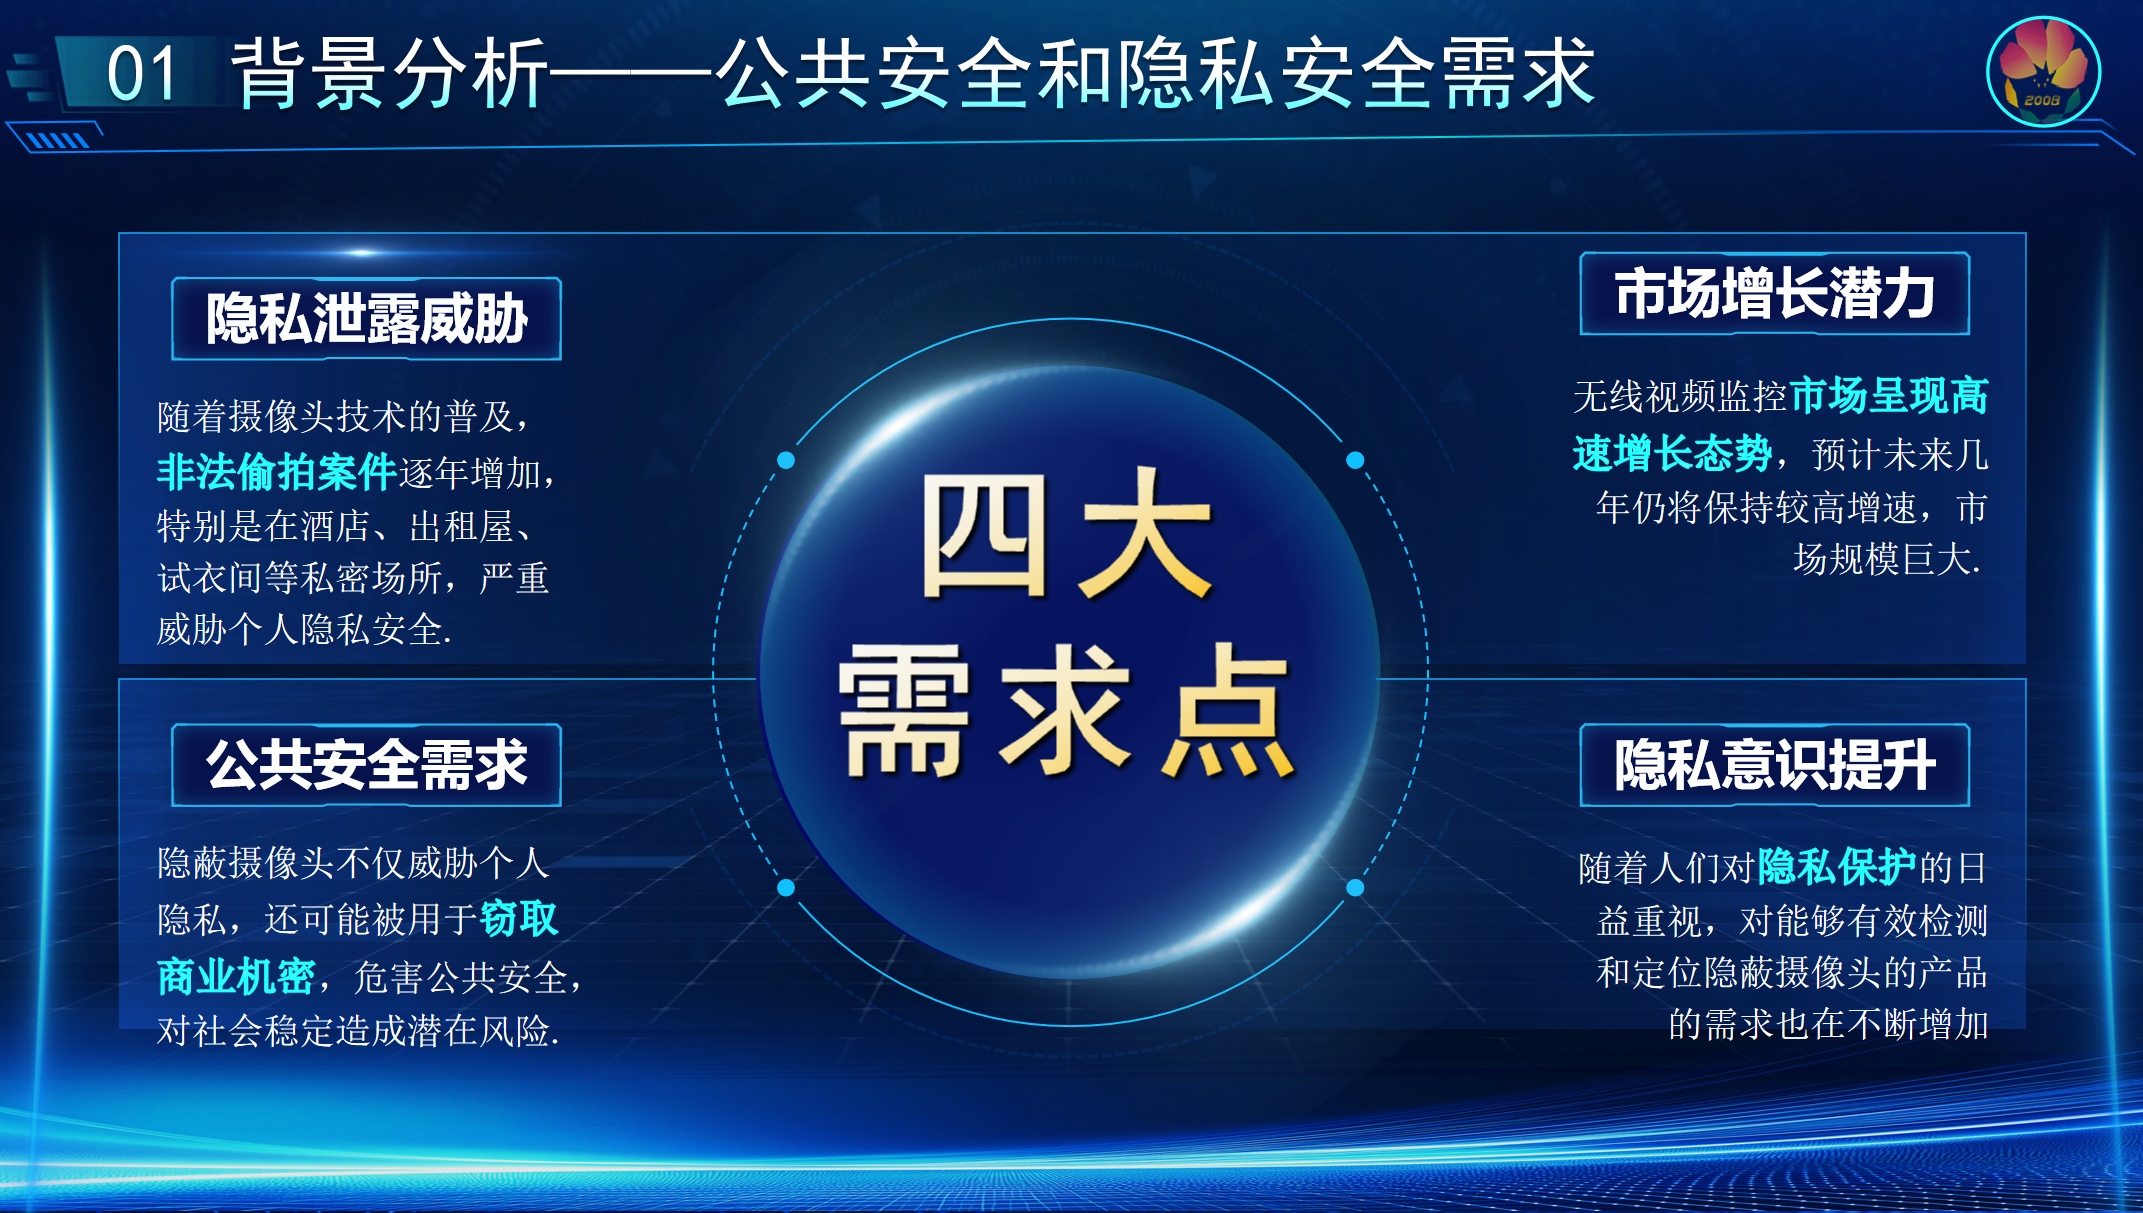 01 背景分析——公共安全和隐私安全需求
2008
隐私泄露威胁
随着摄像头技术的普及，
非法偷拍案件逐年增加，
特别是在酒店、出租屋、
试衣间等私密场所，严重
威胁个人隐私安全.
公共安全需求
隐蔽摄像头不仅威胁个人
隐私，还可能被用于窃取
商业机密，危害公共安全，
对社会稳定造成潜在风险.
四大
需求点
市场增长潜力
无线视频监控市场呈现高
速增长态势，预计未来几
年仍将保持较高增速，市
场规模巨大.
隐私意识提升
随着人们对隐私保护的日
益重视，对能够有效检测
和定位隐蔽摄像头的产品
的需求也在不断增加